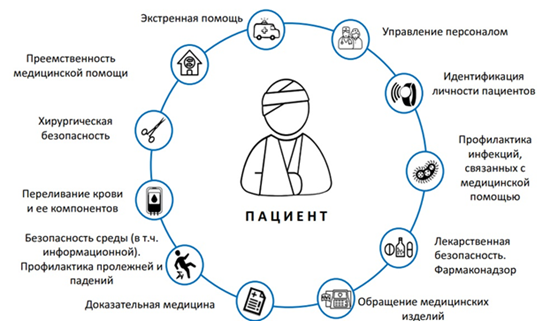 Экстренная помощь
Управление персоналом
Идентификация
личности пациентов
Профилактика
инфекций,
связанных с
медицинской
помощью
Лекарственная
безопасность.
Фармаконадзор
Обращение медицинских
изделий
Доказательная медицина
Безопасность среды (в т.ч.
информационной).
Профилактика пролежней и
падений
Переливание крови
и ее компонентов
Хирургическая
безопасность
Преемственность
медицинской помощи
ПАЦИЕНТ